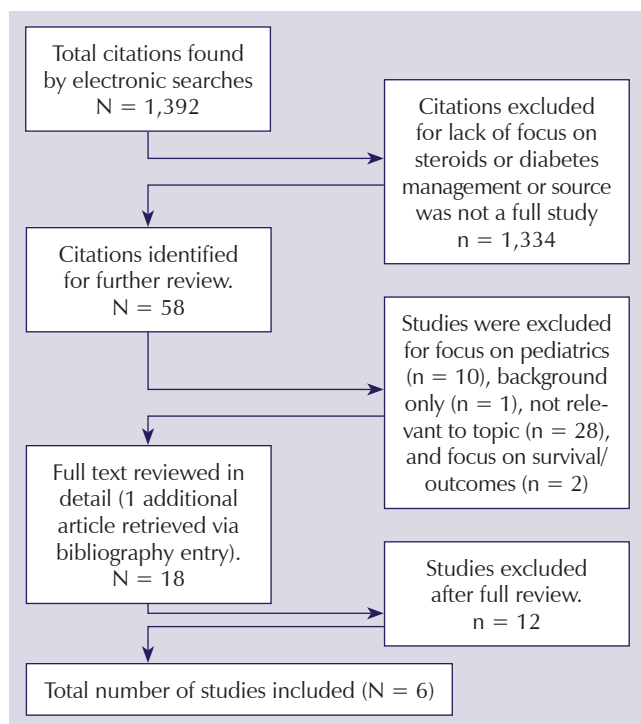 Total citations found
by electronic searches
N = 1,392
Citations excluded
for lack of focus on
steroids or diabetes
management or source
was not a full study
n = 1,334
Citations identified
for further review.
N = 58
Studies were excluded
for focus on pediatrics
(n = 10), background
only (n = 1), not rele-
vant to topic (n = 28),
and focus on survival/
outcomes (n = 2)
Full text reviewed in
detail (1 additional
article retrieved via
bibliography entry).
N = 18
Studies excluded
after full review.
n = 12
Total number of studies included (N = 6)